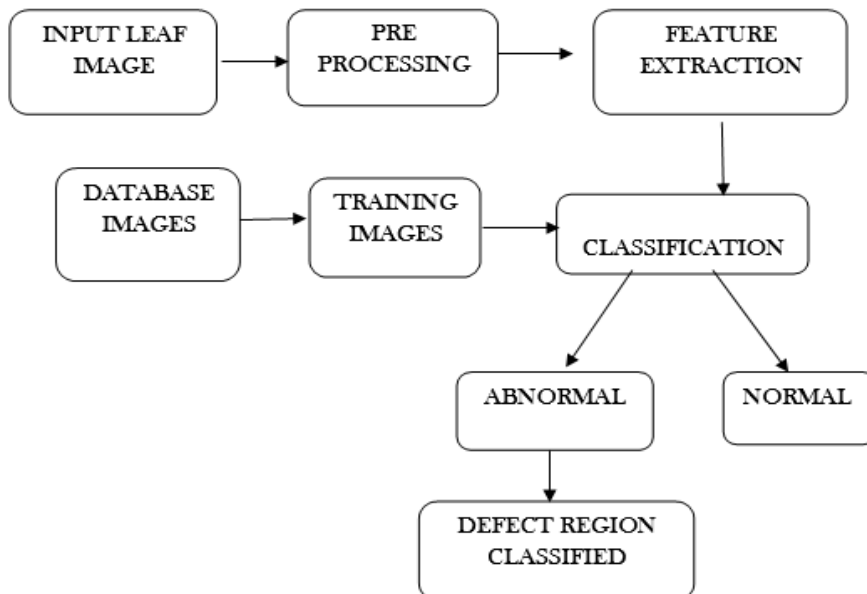 INPUT LEAF
IMAGE
PRE
PROCESSING
FEATURE
EXTRACTION
DATABASE
IMAGES
TRAINING
IMAGES
CLASSIFICATION
ABNORMAL
NORMAL
DEFECT REGION
CLASSIFIED